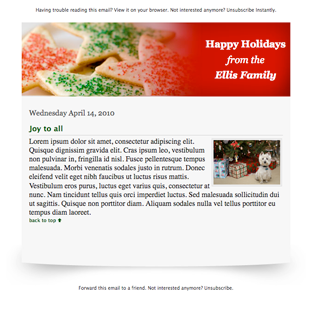 Having trouble reading this email? View it on your browser. Not interested anymore? Unsubscribe Instantly.
Happy Holidays
from the
Ellis Family
Wednesday April 14, 2010
Joy to all
Lorem ipsum dolor sit amet, consectetur adipiscing elit.
Quisque dignissim gravida elit. Cras ipsum leo, vestibulum
non pulvinar in, fringilla id nisl. Fusce pellentesque tempus
malesuada. Morbi venenatis sodales justo in rutrum. Donec
eleifend velit eget nibh faucibus ut luctus risus mattis.
Vestibulum eros purus, luctus eget varius quis, consectetur at
nunc. Nam tincidunt tellus quis orci imperdiet luctus. Sed malesuada sollicitudin dui
ut sagittis. Quisque non porttitor diam. Aliquam sodales nulla vel tellus porttitor eu
tempus diam laoreet.
back to top
Forward this email to a friend. Not interested anymore? Unsubscribe.